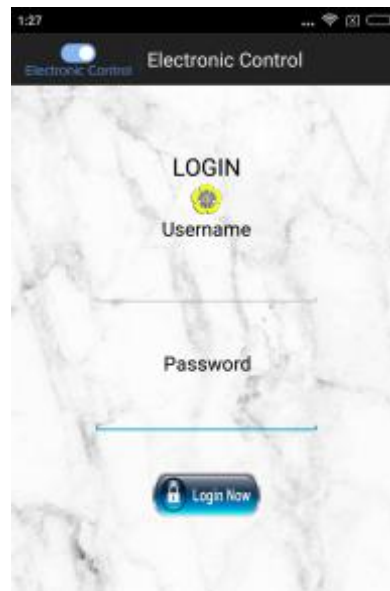 1:27 ...
Electronic Control
Electronic Control
LOGIN
Username
Password
Login Now